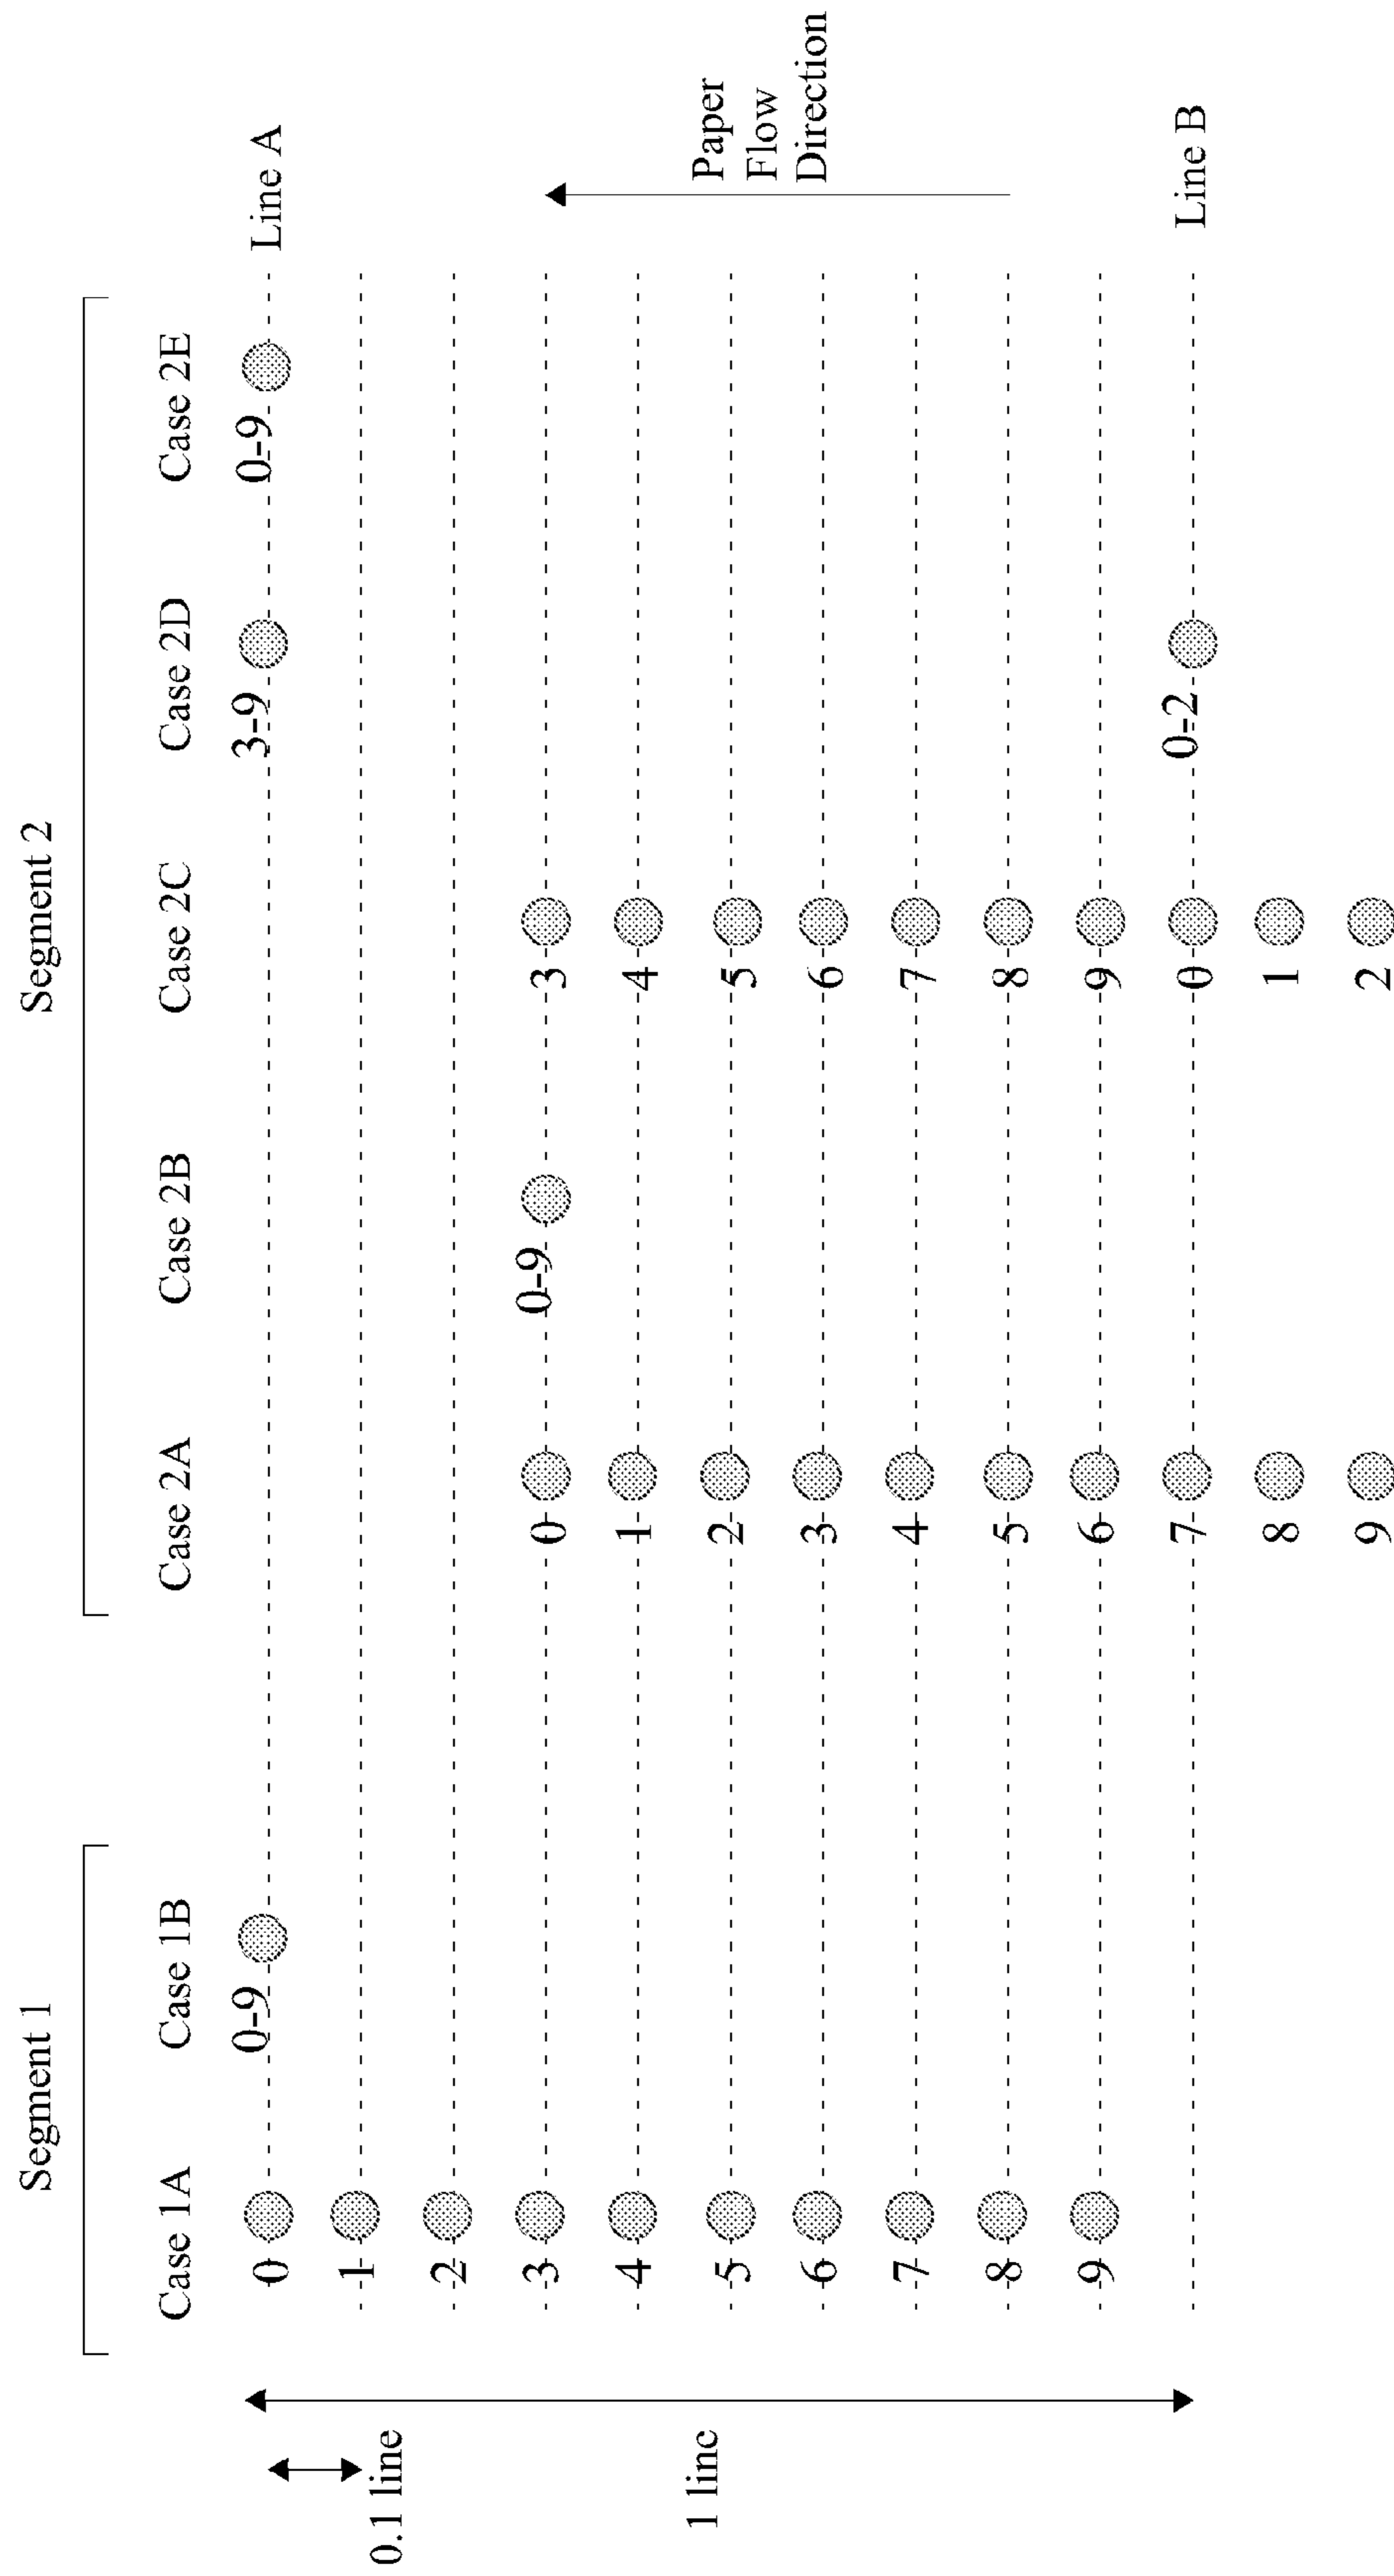 Segment 1 Segment 2
Case 1A Case 1B Case 2A Case 2B Case 2C Case 2D Case 2E
0 0-9 3-9 0-9 Line A
1
0.1 line
2
3 0 0-9 3
4 1 4
1 linc
5 2 5
Paper
Flow
Direction
6 3 6
7 4 7
8 5 8
9 6 9
7 0 0-2 Line B
8 1
9 2